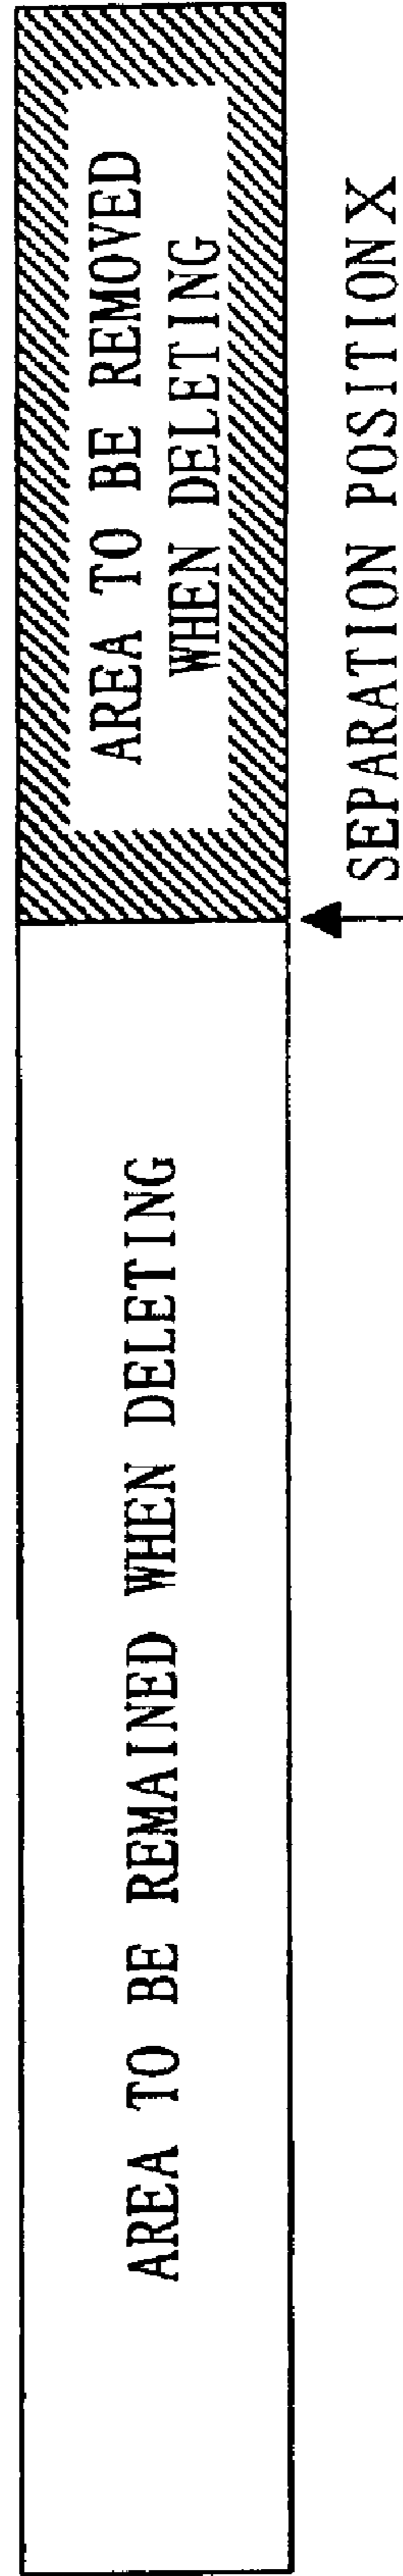 AREA TO BE REMAINED WHEN DELETING
AREA TO BE REMOVED
WHEN DELETING
SEPARATION POSITION X